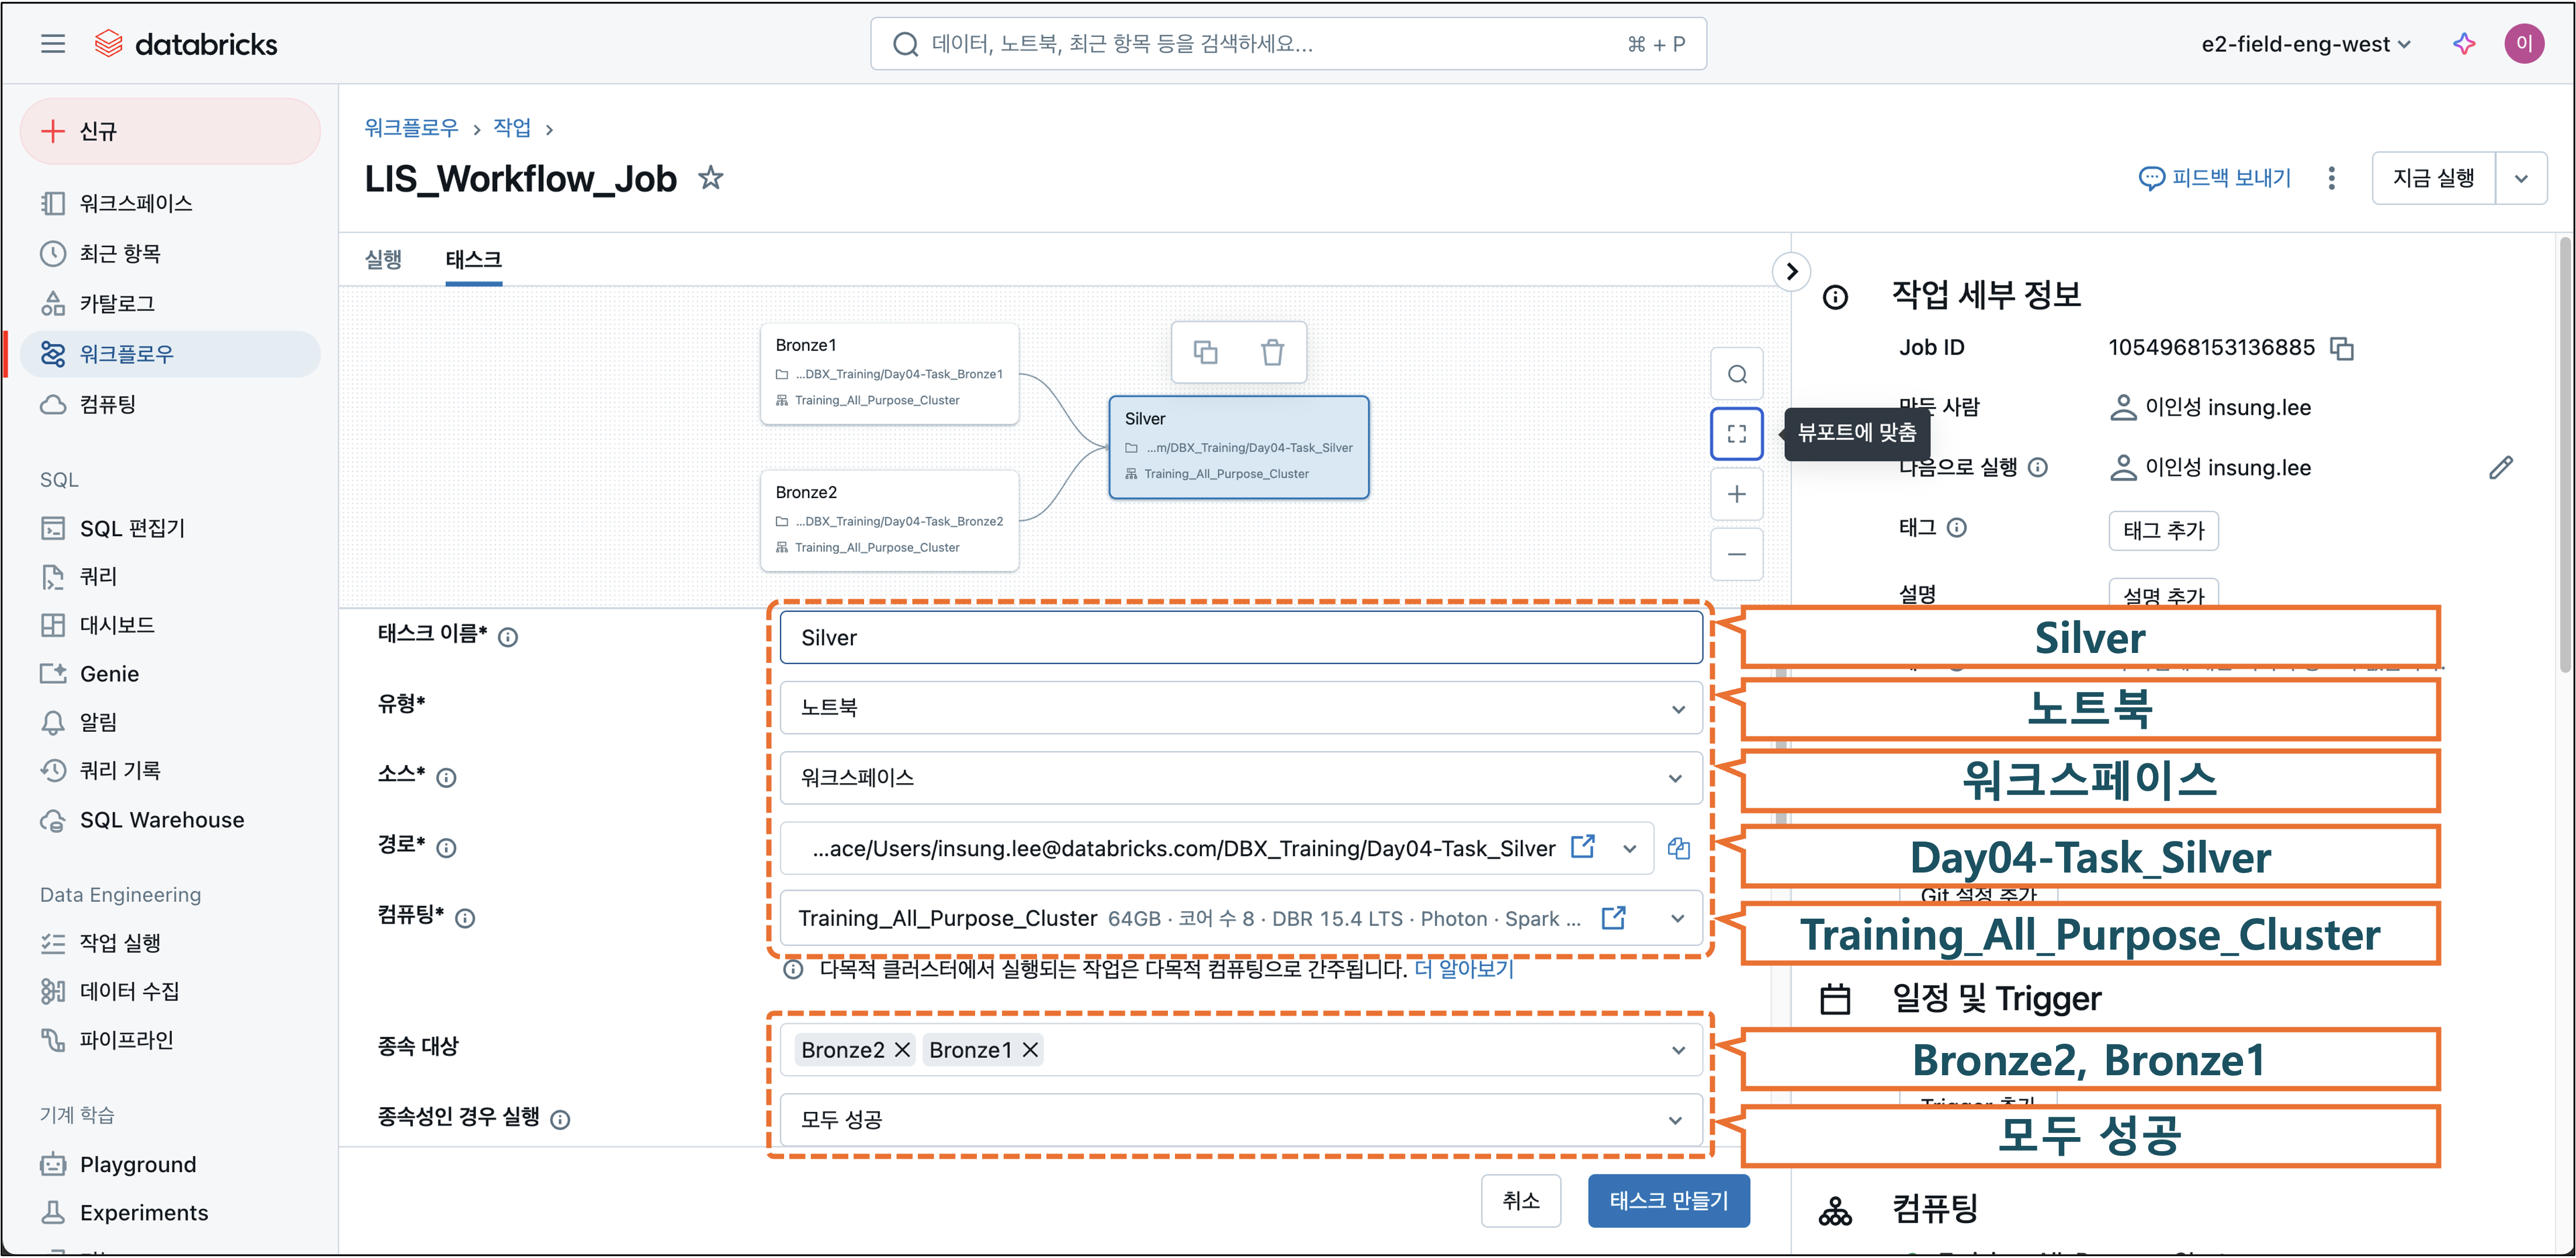 databricks
데이터, 노트북, 최근 항목 등을 검색하세요...
⌘ + P
e2-field-eng-west
이
신규
워크스페이스
최근 항목
카탈로그
워크플로우
컴퓨팅
SQL
SQL 편집기
쿼리
대시보드
Genie
알림
쿼리 기록
SQL Warehouse
Data Engineering
작업 실행
데이터 수집
파이프라인
기계 학습
Playground
Experiments
워크플로우 › 작업 ›
LIS_Workflow_Job
피드백 보내기
지금 실행
실행
태스크
Bronze1
...DBX_Training/Day04-Task_Bronze1
Training_All_Purpose_Cluster
Bronze2
...DBX_Training/Day04-Task_Bronze2
Training_All_Purpose_Cluster
Silver
...m/DBX_Training/Day04-Task_Silver
Training_All_Purpose_Cluster
뷰포트에 맞춤
태스크 이름*
Silver
유형*
노트북
소스*
워크스페이스
경로*
...ace/Users/insung.lee@databricks.com/DBX_Training/Day04-Task_Silver
컴퓨팅*
Training_All_Purpose_Cluster 64GB · 코어 수 8 · DBR 15.4 LTS · Photon · Spark ...
다목적 클러스터에서 실행되는 작업은 다목적 컴퓨팅으로 간주됩니다. 더 알아보기
종속 대상
Bronze2
Bronze1
종속성인 경우 실행
모두 성공
취소
태스크 만들기
작업 세부 정보
Job ID
1054968153136885
만든 사람
이인성 insung.lee
다음으로 실행
이인성 insung.lee
태그
태그 추가
설명
설명 추가
Silver
노트북
워크스페이스
Day04-Task_Silver
Git 설정 추가
Training_All_Purpose_Cluster
일정 및 Trigger
Bronze2, Bronze1
Trigger 추가
모두 성공
컴퓨팅